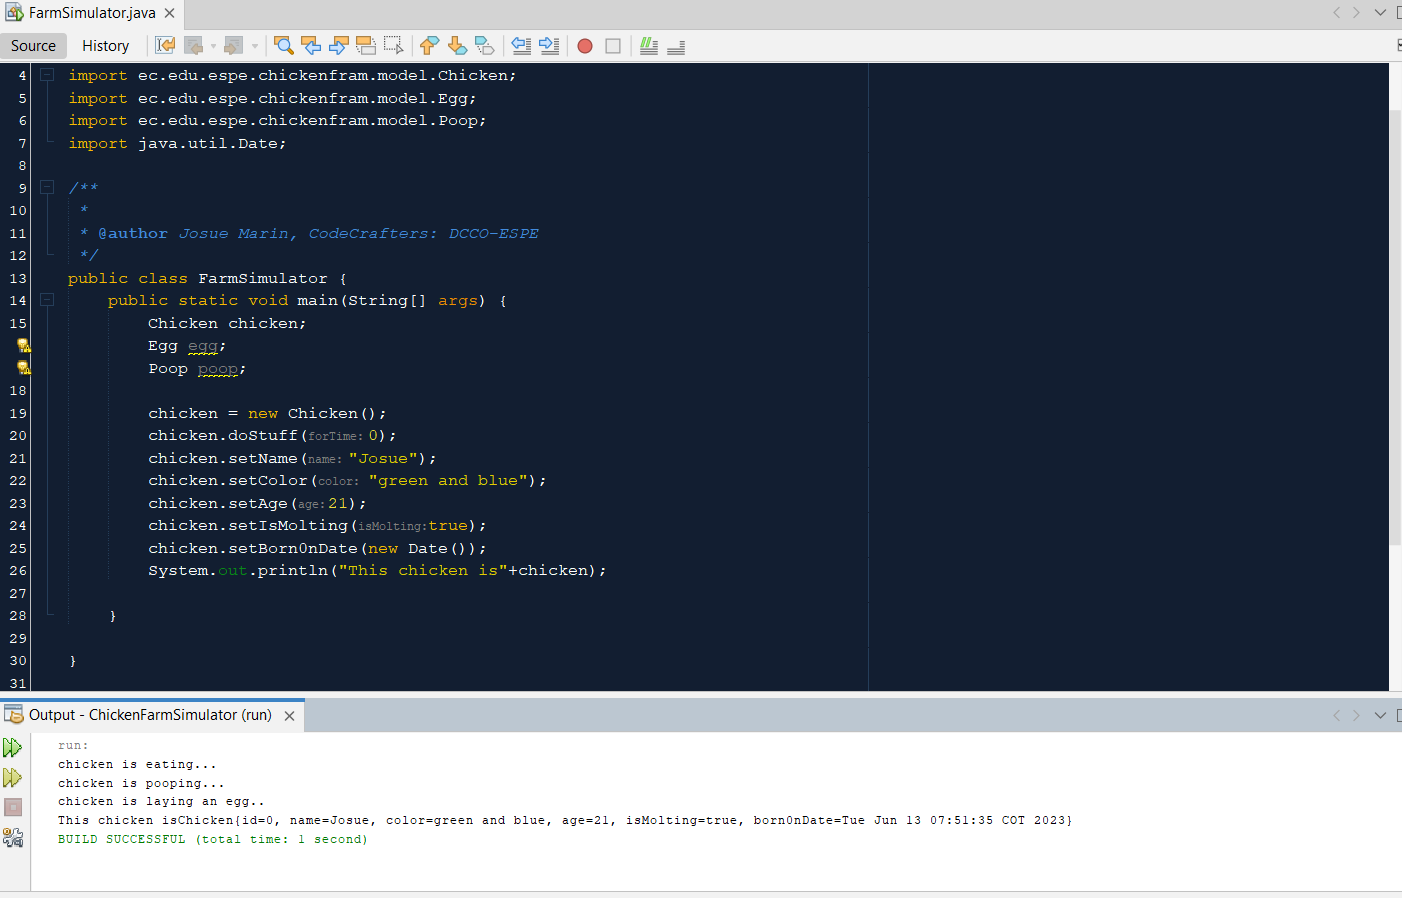 FarmSimulator.java
Source History
4 import ec.edu.espe.chickenfram.model.Chicken;
5 import ec.edu.espe.chickenfram.model.Egg;
6 import ec.edu.espe.chickenfram.model.Poop;
7 import java.util.Date;
8
9 /**
10 *
11 * @author Josue Marin, CodeCrafters: DCCO-ESPE
12 */
13 public class FarmSimulator {
14 public static void main(String[] args) {
15 Chicken chicken;
Egg egg;
Poop poop;
18
19 chicken = new Chicken();
20 chicken.doStuff(forTime: 0);
21 chicken.setName(name: "Josue");
22 chicken.setColor(color: "green and blue");
23 chicken.setAge(age: 21);
24 chicken.setIsMolting(isMolting: true);
25 chicken.setBorn0nDate(new Date());
26 System.out.println("This chicken is"+chicken);
27
28 }
29
30 }
31
Output - ChickenFarmSimulator (run)
run:
chicken is eating...
chicken is pooping...
chicken is laying an egg..
This chicken isChicken{id=0, name=Josue, color=green and blue, age=21, isMolting=true, born0nDate=Tue Jun 13 07:51:35 COT 2023}
BUILD SUCCESSFUL (total time: 1 second)